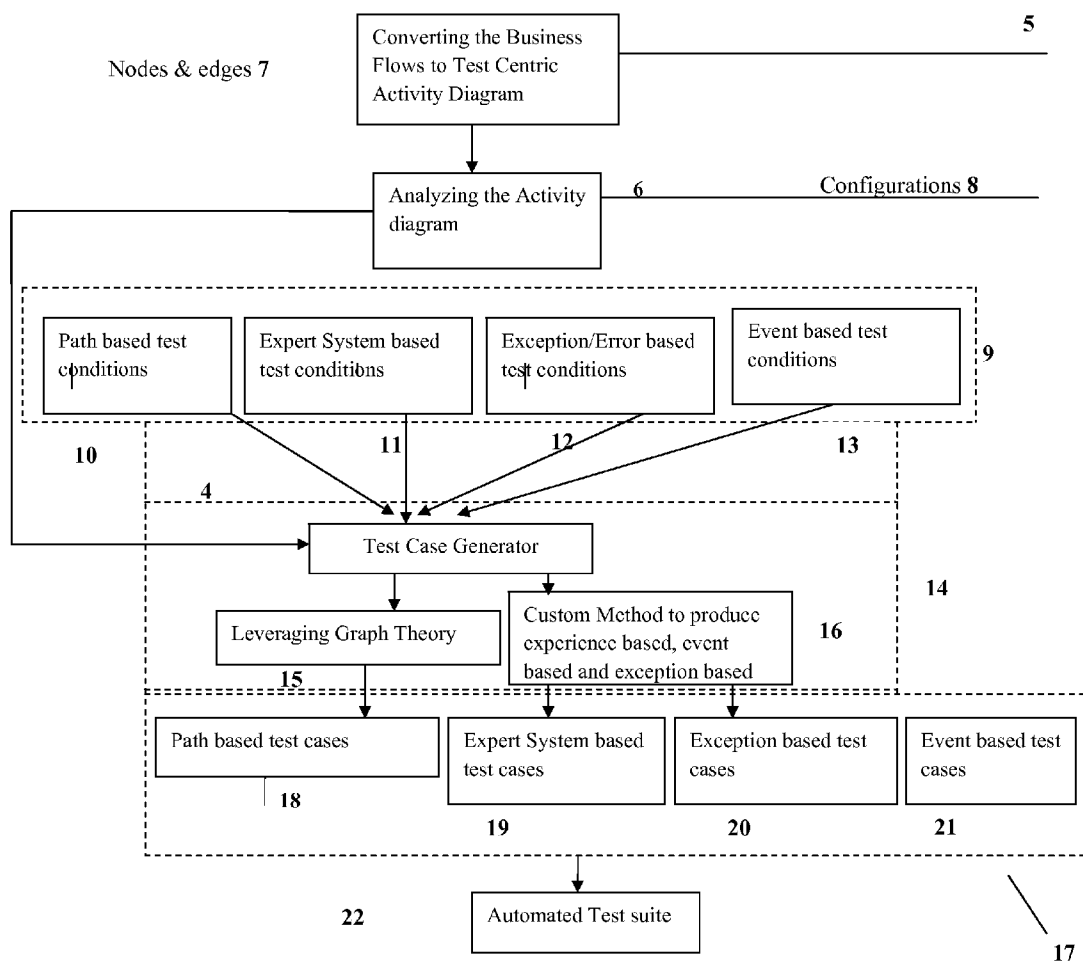 5
Converting the Business
Flows to Test Centric
Activity Diagram
Nodes & edges 7
Analyzing the Activity
diagram
6
Configurations 8
Path based test
conditions
Expert System based
test conditions
Exception/Error based
test conditions
Event based test
conditions
9
10
11
12
13
4
Test Case Generator
14
Leveraging Graph Theory
Custom Method to produce
experience based, event
based and exception based
16
15
Path based test cases
Expert System based
test cases
Exception based test
cases
Event based test
cases
18
19
20
21
22
Automated Test suite
17